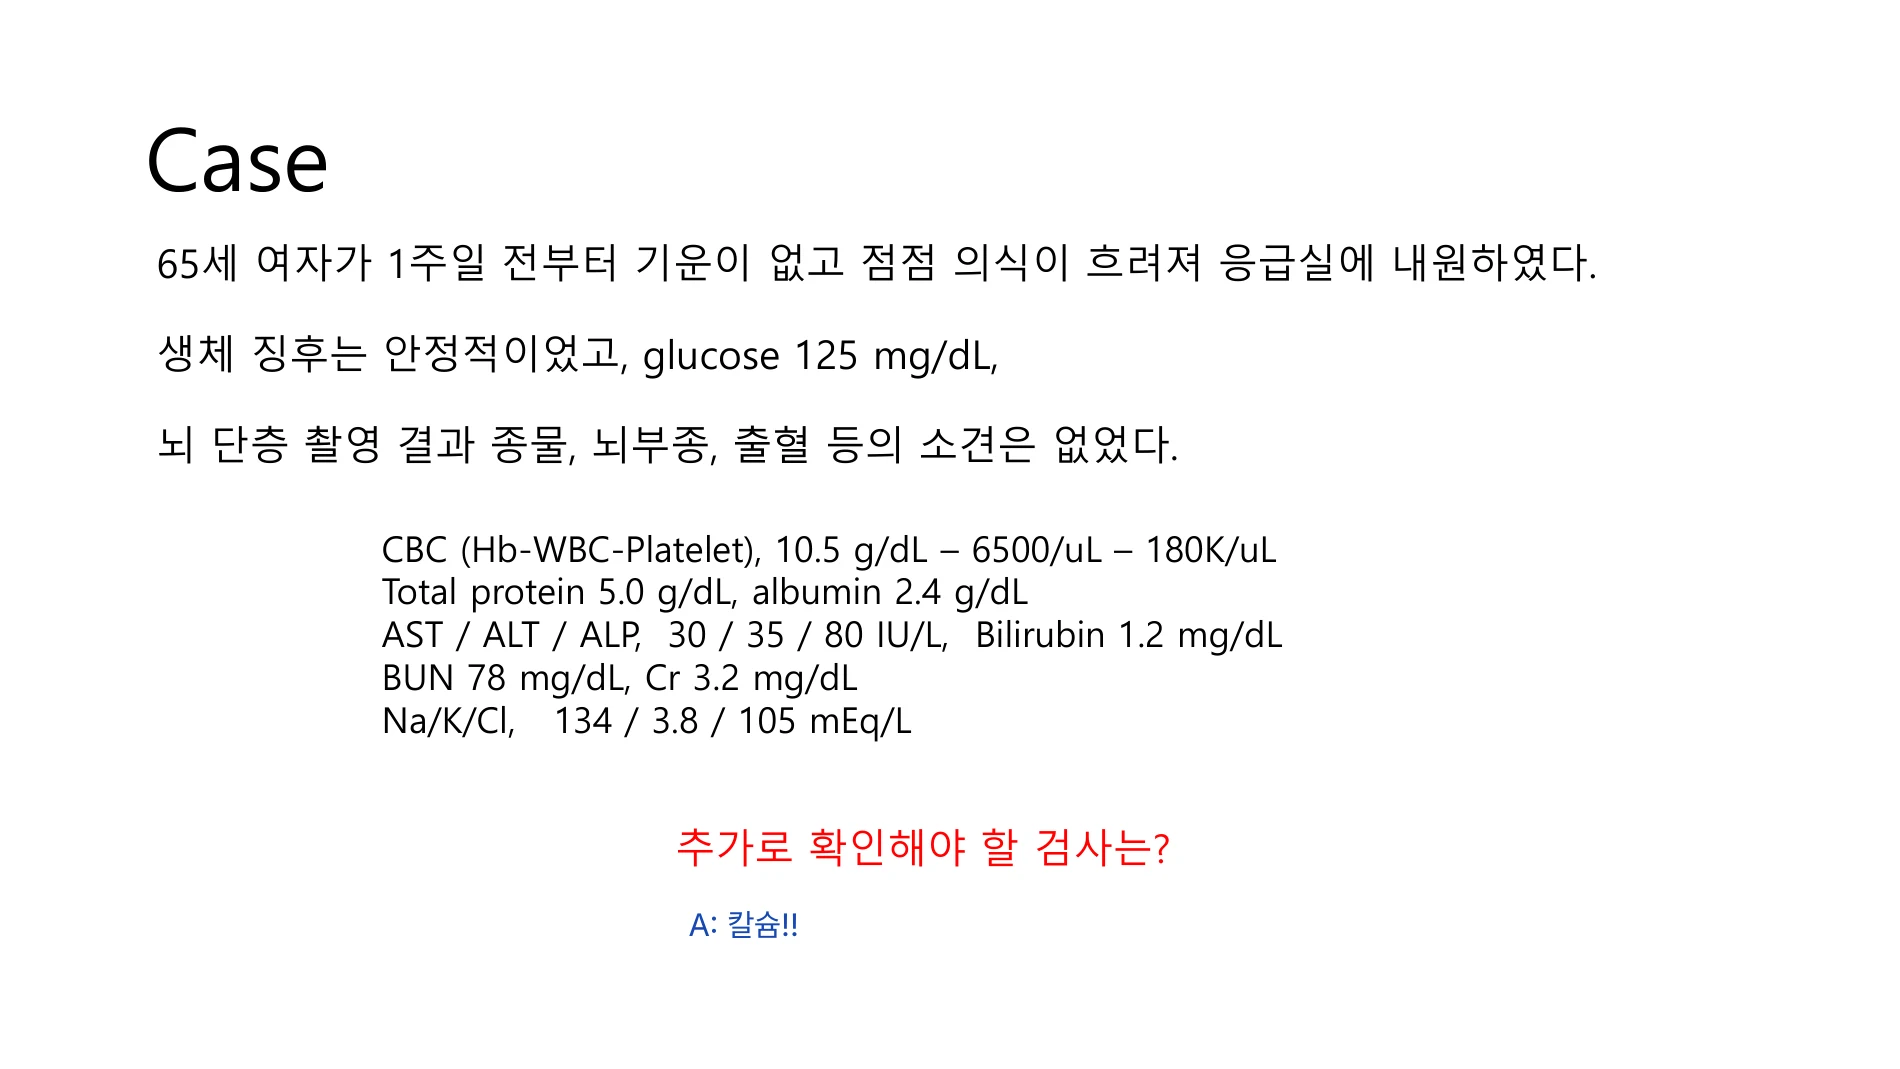 Case
65세 여자가 1주일 전부터 기운이 없고 점점 의식이 흐려져 응급실에 내원하였다.
생체 징후는 안정적이었고, glucose 125 mg/dL,
뇌 단층 촬영 결과 종물, 뇌부종, 출혈 등의 소견은 없었다.
CBC (Hb-WBC-Platelet), 10.5 g/dL – 6500/uL – 180K/uL
Total protein 5.0 g/dL, albumin 2.4 g/dL
AST / ALT / ALP, 30 / 35 / 80 IU/L, Bilirubin 1.2 mg/dL
BUN 78 mg/dL, Cr 3.2 mg/dL
Na/K/Cl, 134 / 3.8 / 105 mEq/L
추가로 확인해야 할 검사는?
A: 칼슘!!